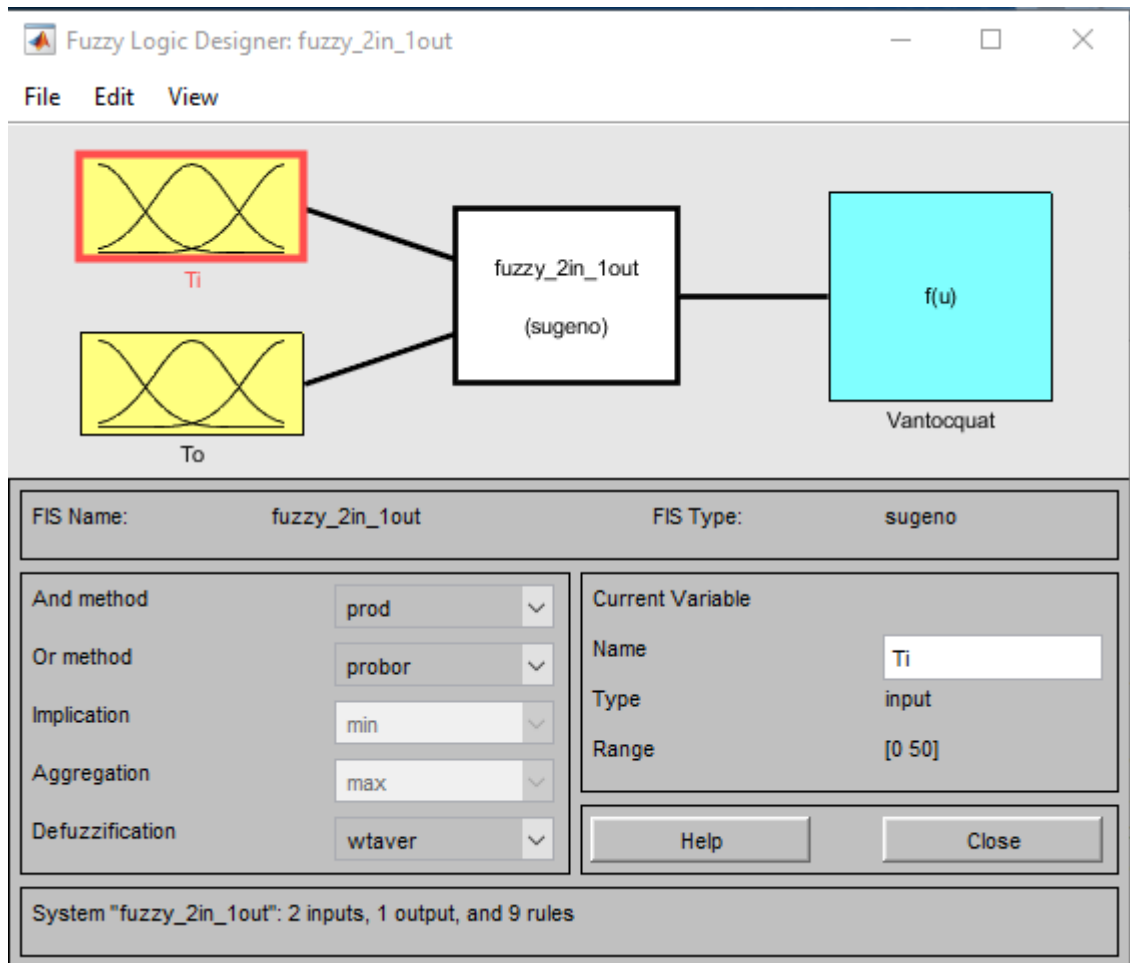 Fuzzy Logic Designer: fuzzy_2in_1out
File Edit View
Ti
To
fuzzy_2in_1out
(sugeno)
f(u)
Vantocquat
FIS Name: fuzzy_2in_1out FIS Type: sugeno
And method prod
Or method probor
Implication min
Aggregation max
Defuzzification wtaver
Current Variable
Name Ti
Type input
Range [0 50]
Help Close
System "fuzzy_2in_1out": 2 inputs, 1 output, and 9 rules